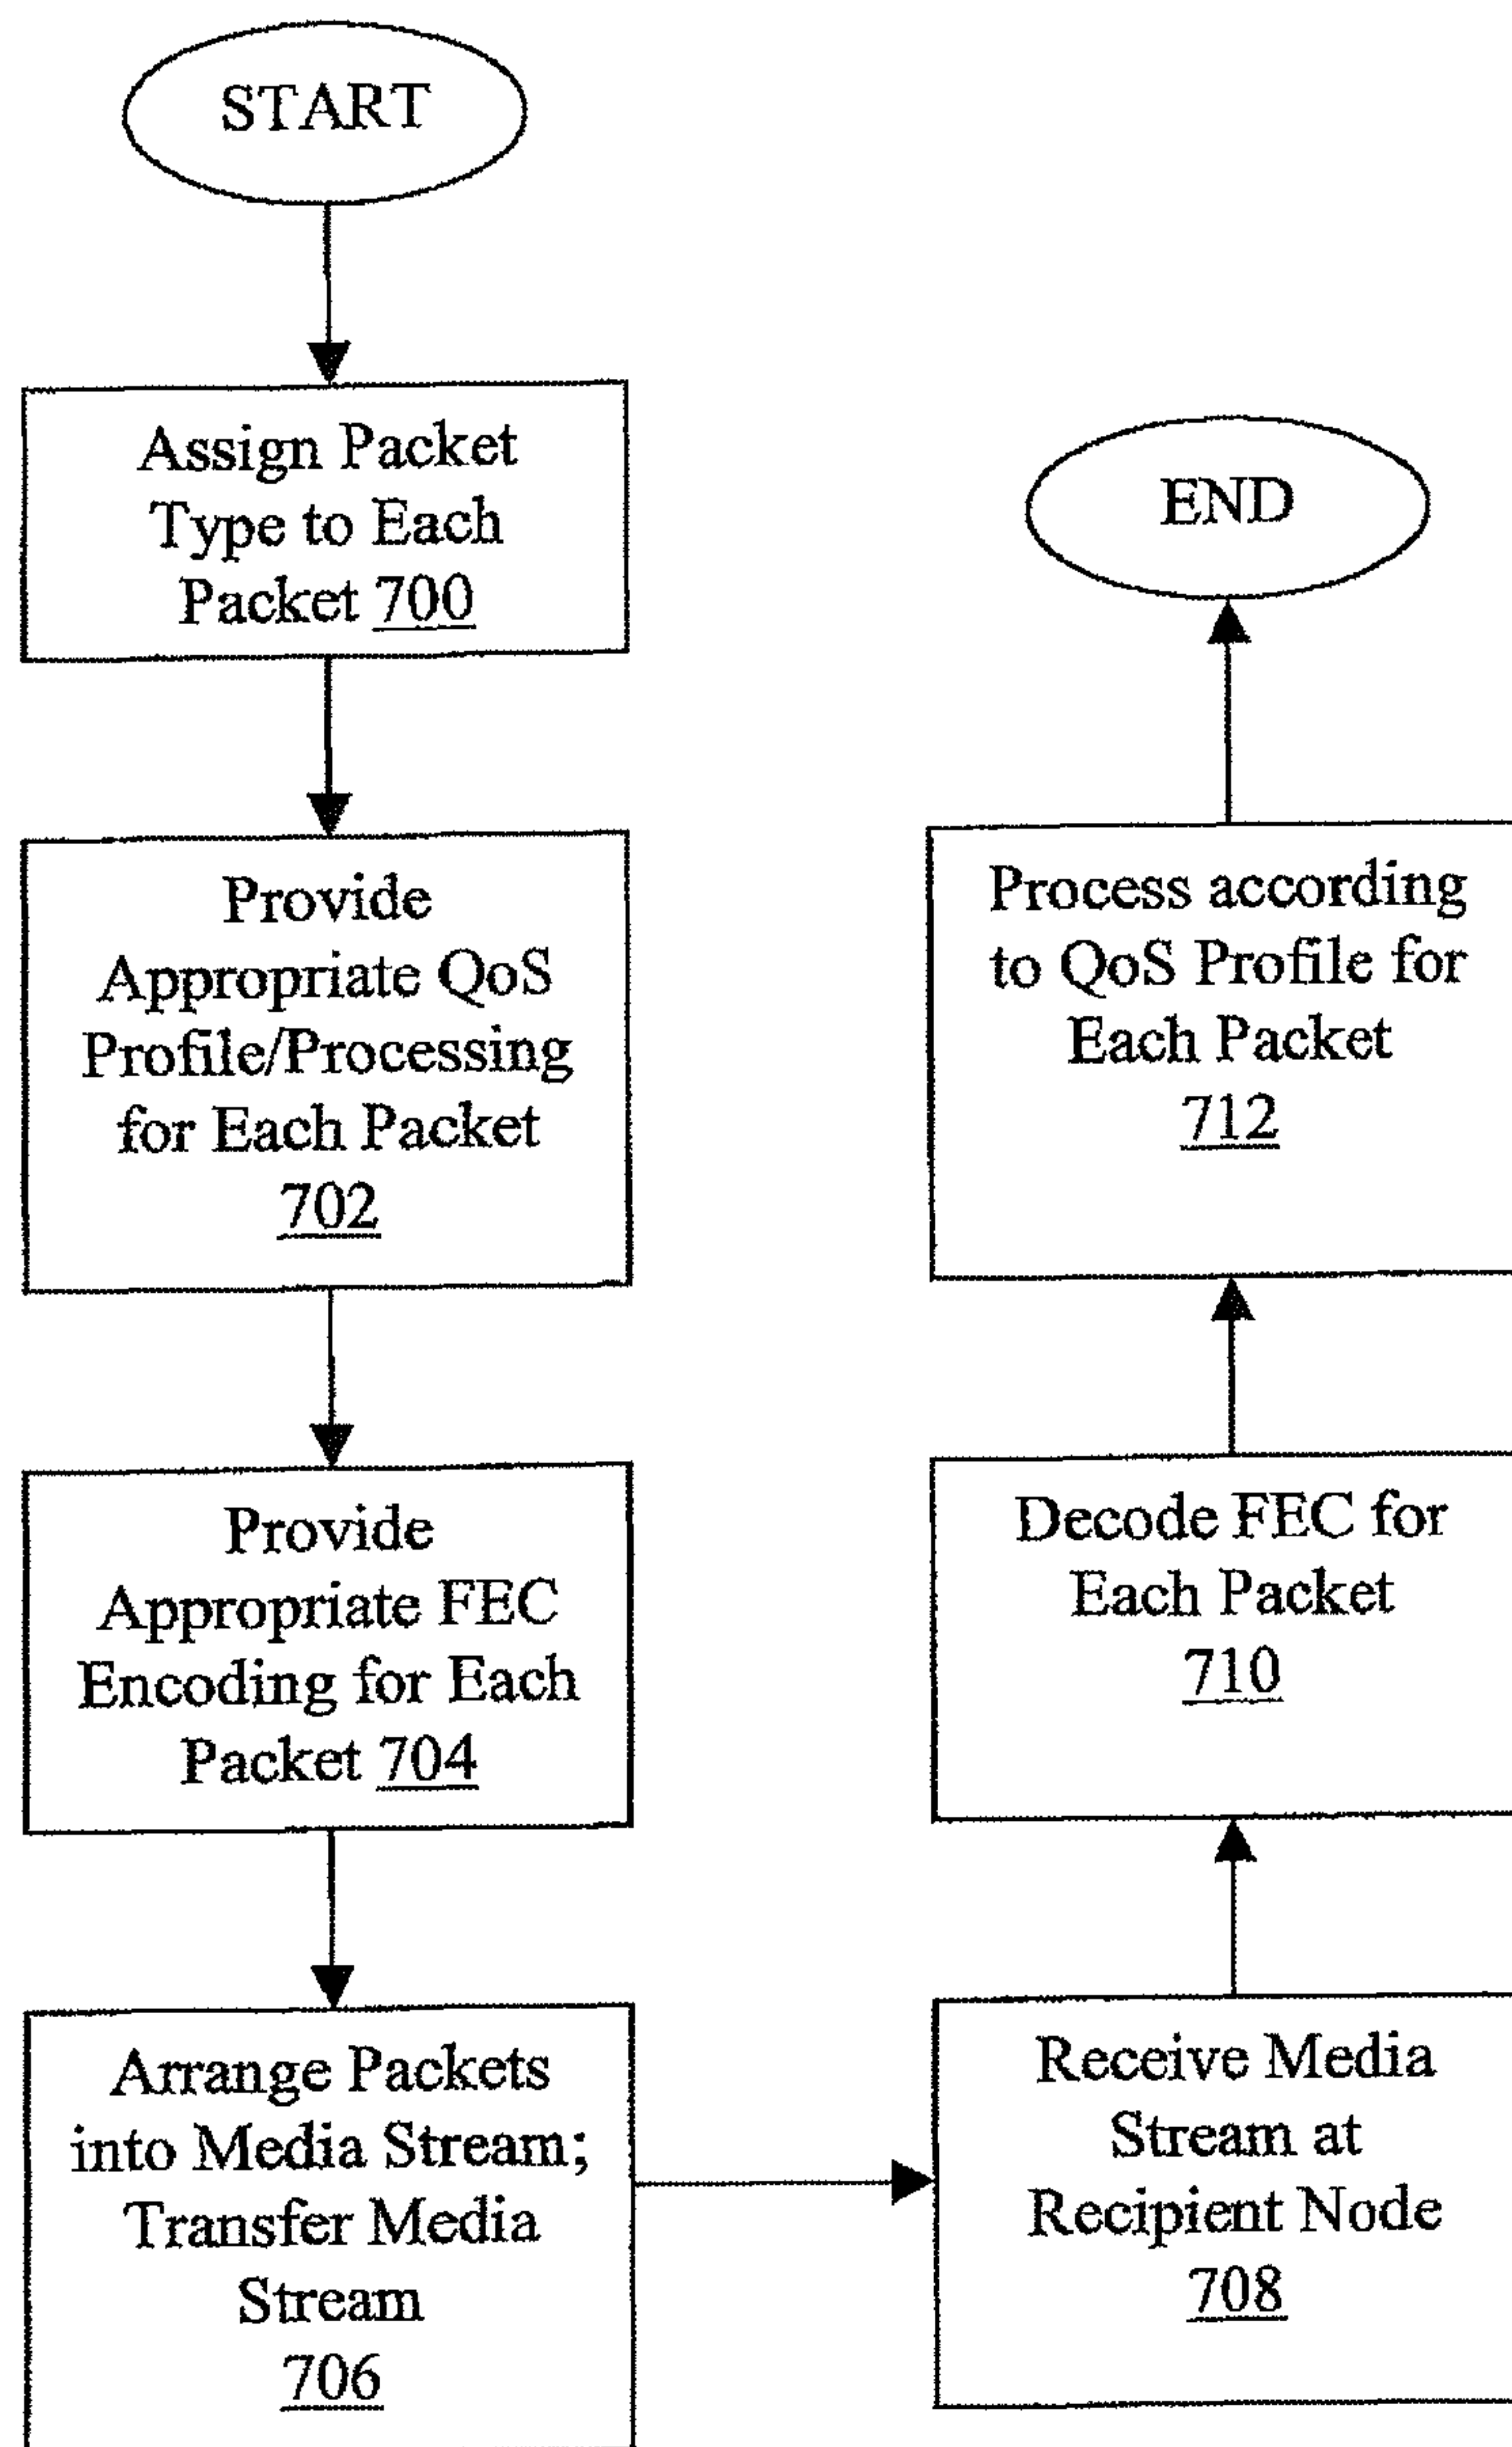 START
Assign Packet
Type to Each
Packet 700
Provide
Appropriate QoS
Profile/Processing
for Each Packet
702
Provide
Appropriate FEC
Encoding for Each
Packet 704
Arrange Packets
into Media Stream;
Transfer Media
Stream
706
Receive Media
Stream at
Recipient Node
708
Decode FEC for
Each Packet
710
Process according
to QoS Profile for
Each Packet
712
END